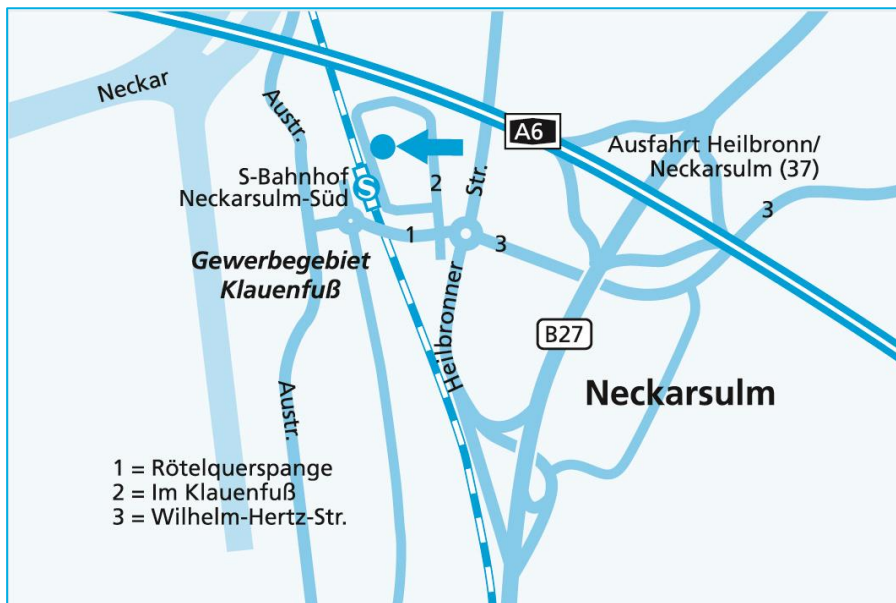 Neckar
Austr.
A6
Ausfahrt Heilbronn/
Neckarsulm (37)
S-Bahnhof
Neckarsulm-Süd
S
2
Str.
3
1
3
Gewerbegebiet
Klauenfuß
Heilbronner
B27
Neckarsulm
Austr.
1 = Rötelquerspange
2 = Im Klauenfuß
3 = Wilhelm-Hertz-Str.